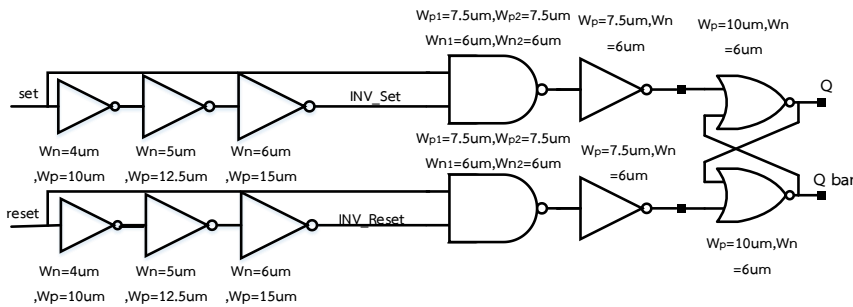 Wp1=7.5um,Wp2=7.5um
Wn1=6um,Wn2=6um
Wp=7.5um,Wn
=6um
Wp=10um,Wn
=6um
set
INV_Set
Q
Wn=4um
,Wp=10um
Wn=5um
,Wp=12.5um
Wn=6um
,Wp=15um
Wp1=7.5um,Wp2=7.5um
Wn1=6um,Wn2=6um
Wp=7.5um,Wn
=6um
reset
INV_Reset
Q bar
Wn=4um
,Wp=10um
Wn=5um
,Wp=12.5um
Wn=6um
,Wp=15um
Wp=10um,Wn
=6um